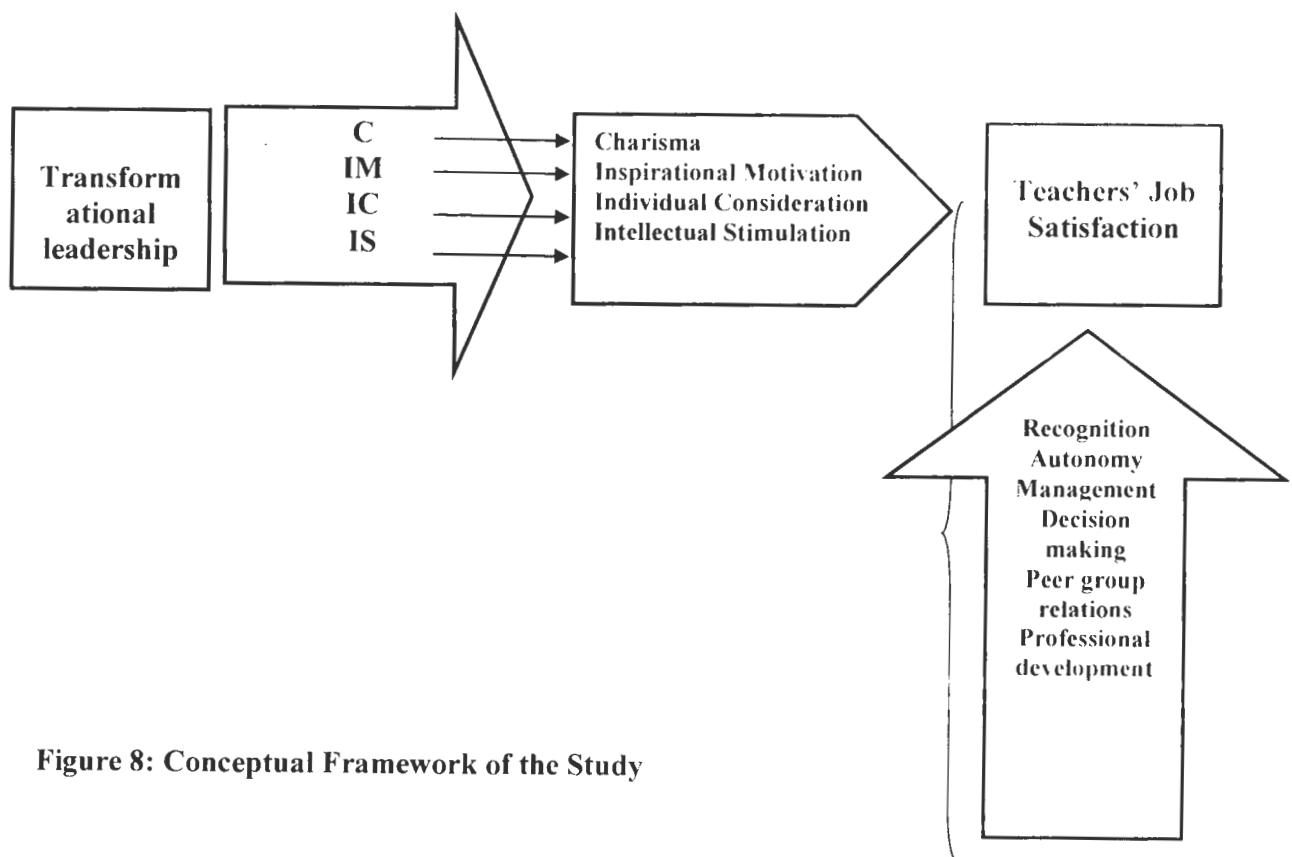 Transform
ational
leadership
C
IM
IC
IS
Charisma
Inspirational Motivation
Individual Consideration
Intellectual Stimulation
Teachers' Job
Satisfaction
Recognition
Autonomy
Management
Decision
making
Peer group
relations
Professional
development
Figure 8: Conceptual Framework of the Study